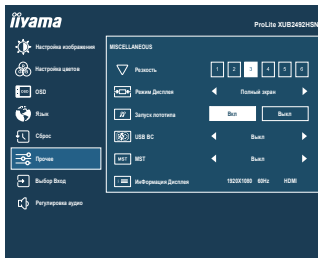 iiyama
ProLite XUB2492HSN
Настройка изображения
Настройка цветов
OSD
OSD
Язык
Сброс
Прочее
Выбор Вход
Регулировка аудио
MISCELLANEOUS
Резкость 1 2 3 4 5 6
Режим Дисплея Полный экран
Запуск логотипа Вкл Выкл
USB BC Выкл
MST MST Выкл
ИнФормация Дисплея 1920X1080 60Hz HDMI